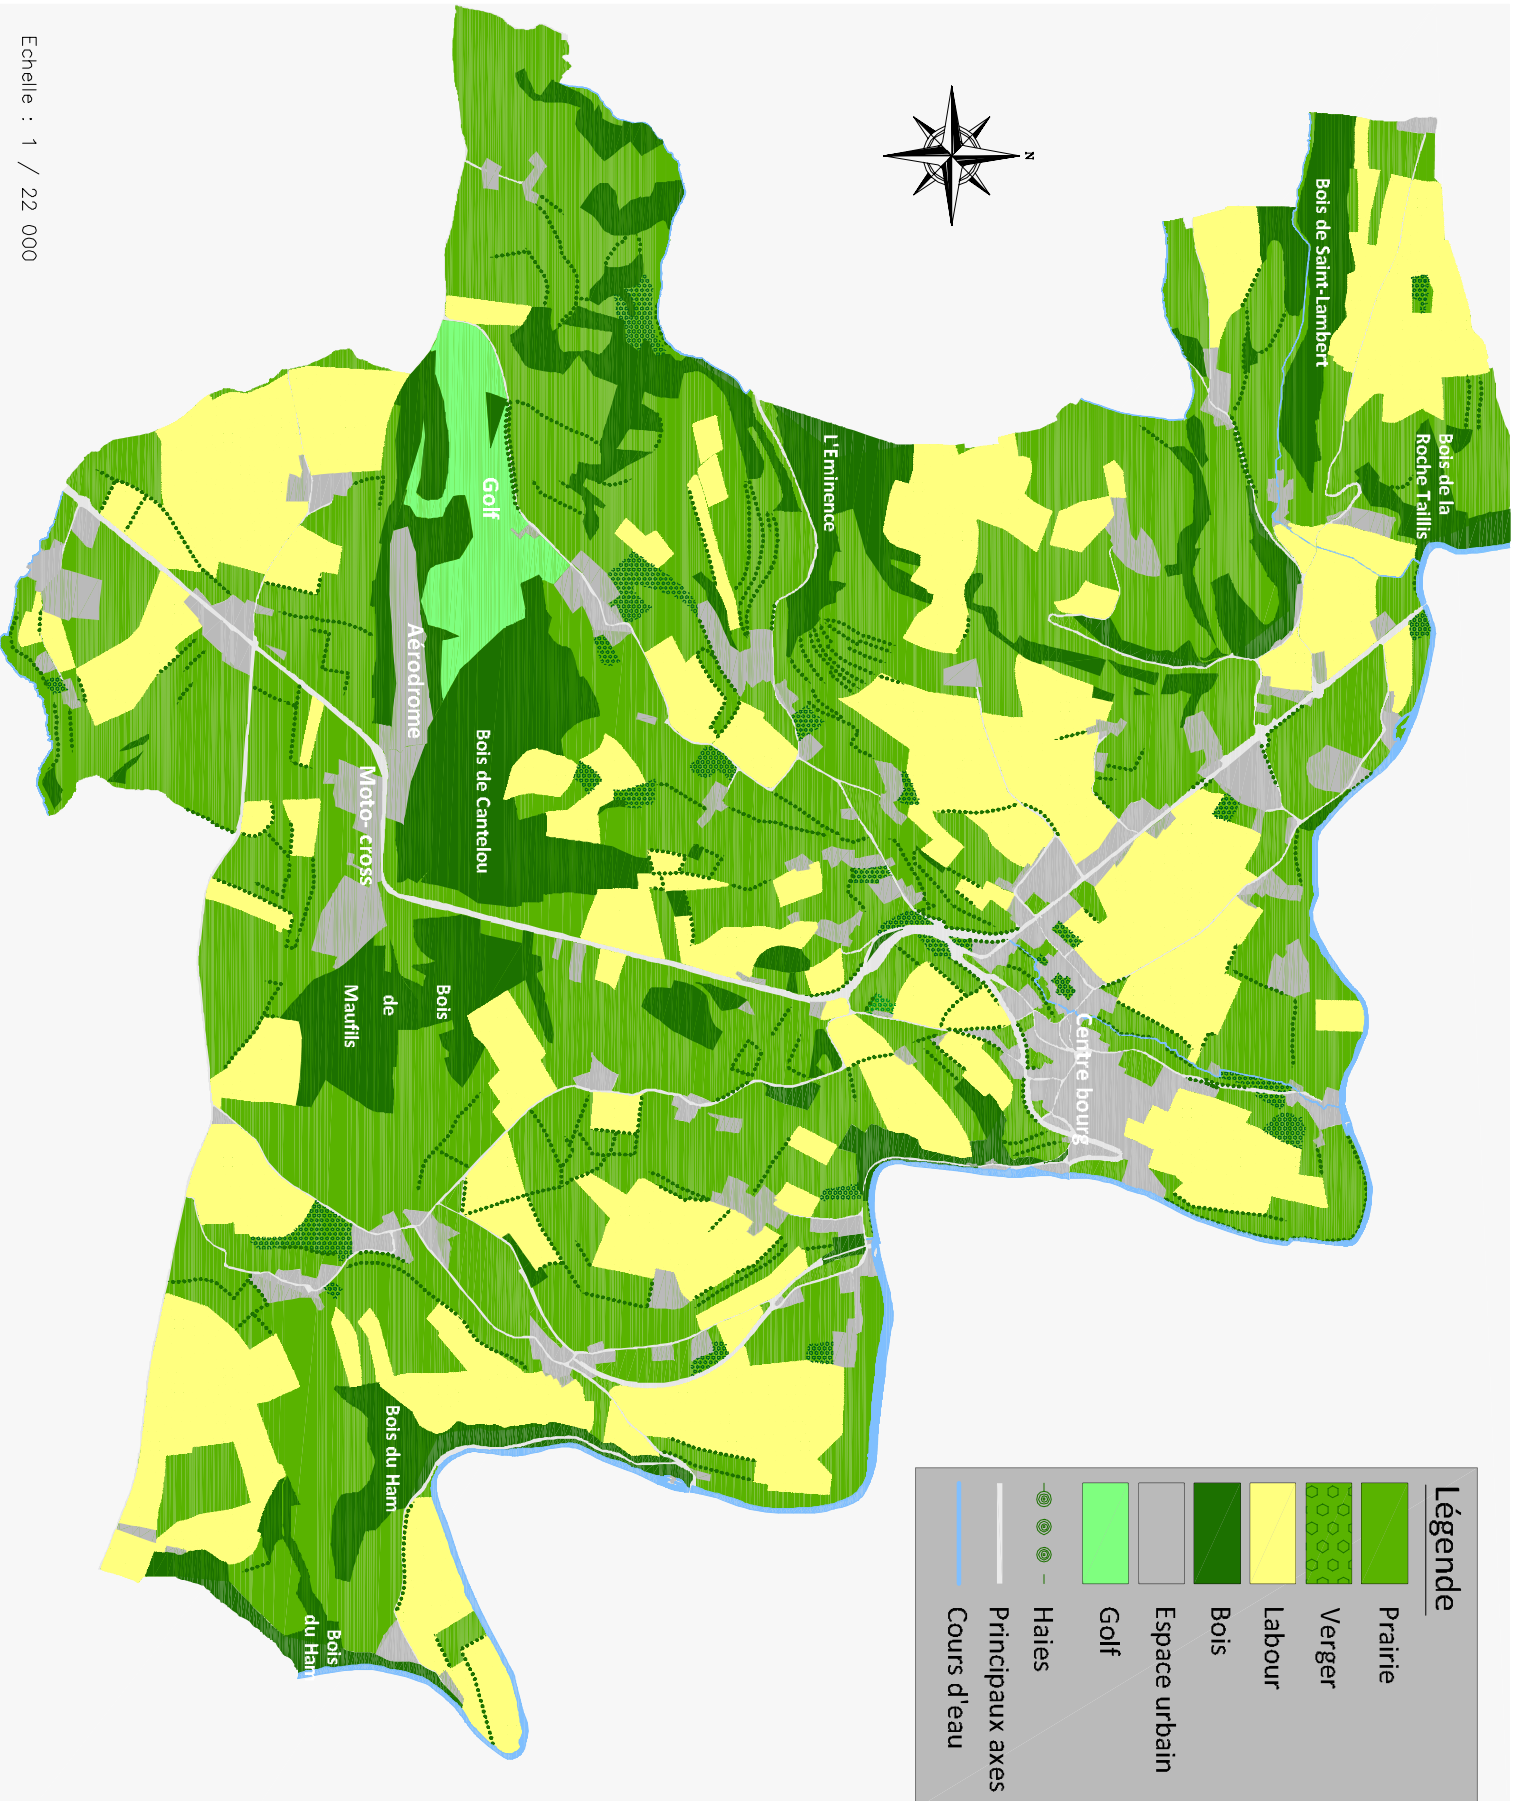 N
Bois de Saint-Lambert
Bois de la
Roche Taillis
L'Eminence
Golf
Aérodrome
Bois de Cantelou
Moto- cross
Bois
de
Maufils
Centre bourg
Bois du Ham
Bois
du Ham
Légende
Prairie
Verger
Labour
Bois
Espace urbain
Golf
Haies
Principaux axes
Cours d'eau
Echelle : 1 / 22 000